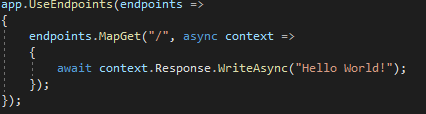 app.UseEndpoints(endpoints =>
{
    endpoints.MapGet("/", async context =>
    {
        await context.Response.WriteAsync("Hello World!");
    });
});